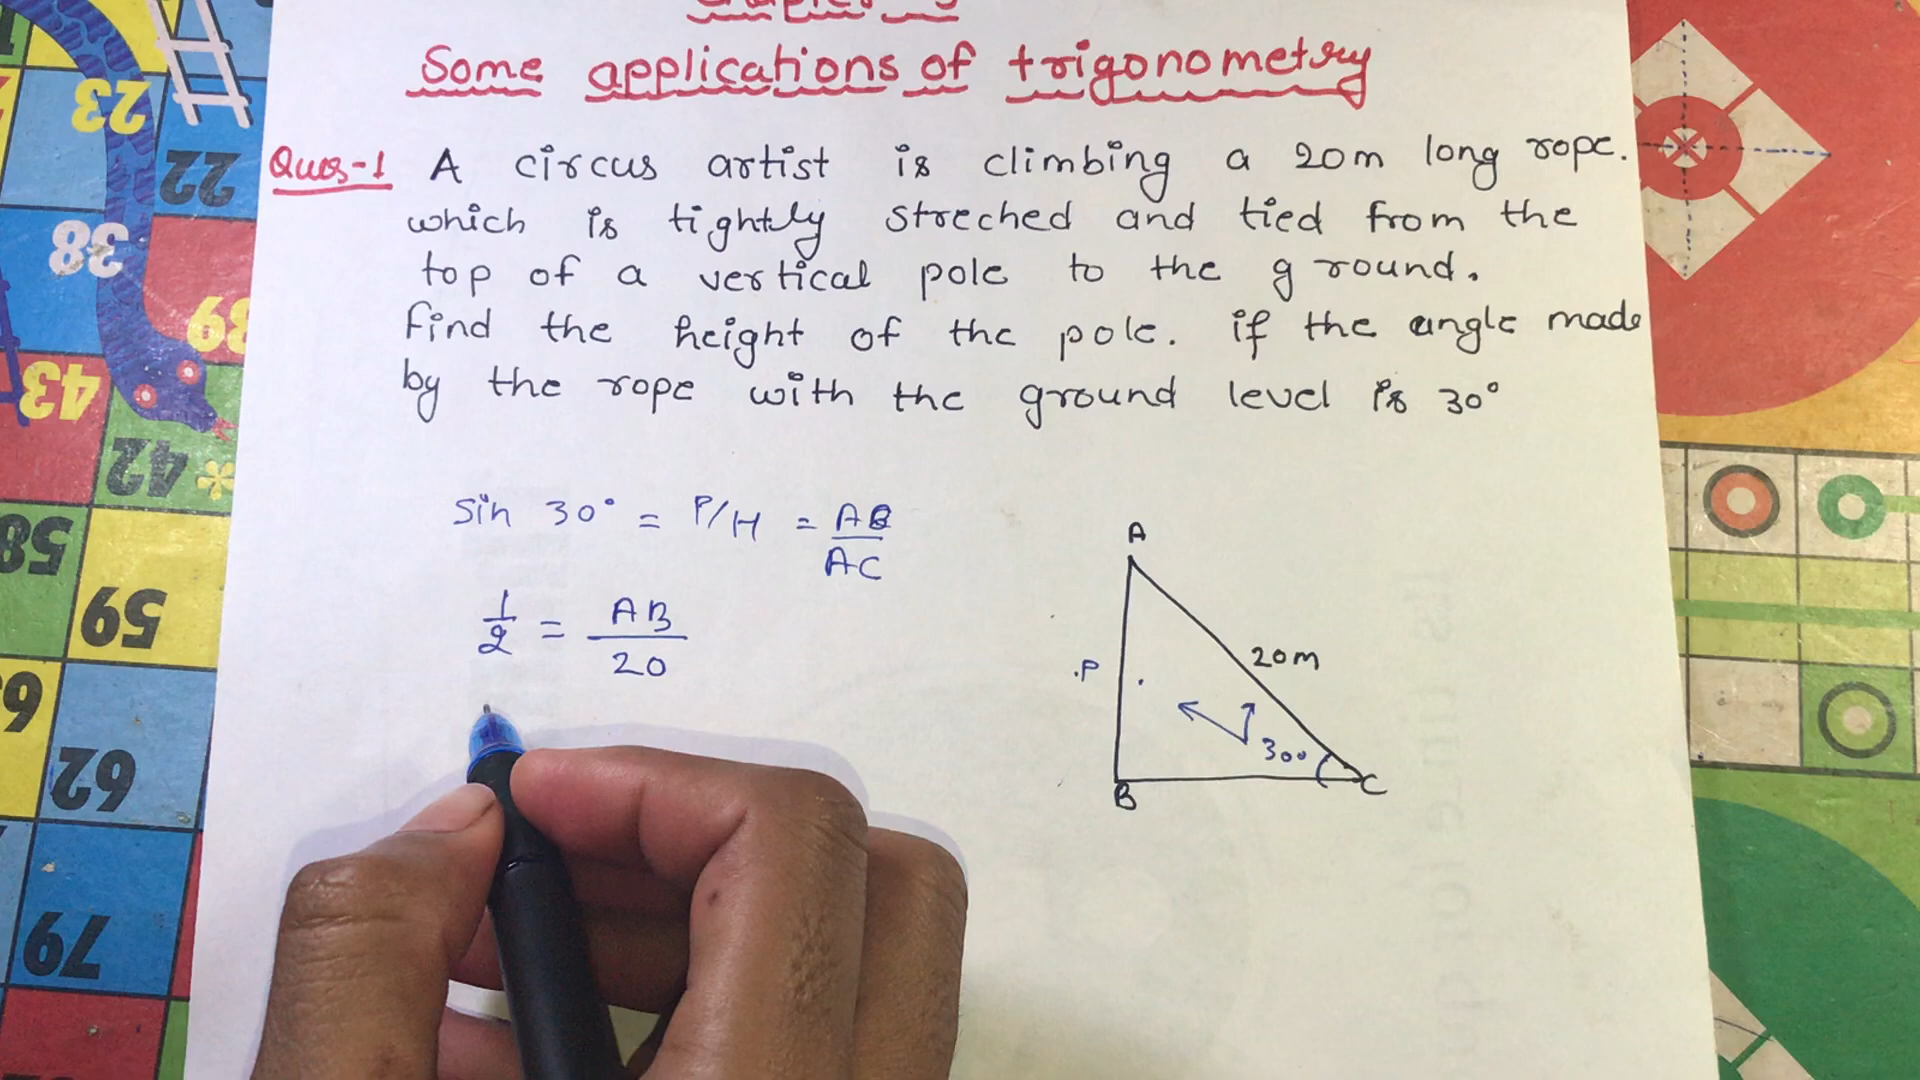 Some applications of trigonometry
Ques-1 A circus artist is climbing a 20m long rope.
which is tightly streched and tied from the
top of a vertical pole to the ground.
find the height of the pole. if the angle made
by the rope with the ground level is 30°
Sin 30° = P/H = AB
AC
1/2 = AB
20
A
20m
.P
30°
B
C
23
22
38
39
43
42
58
59
62
79